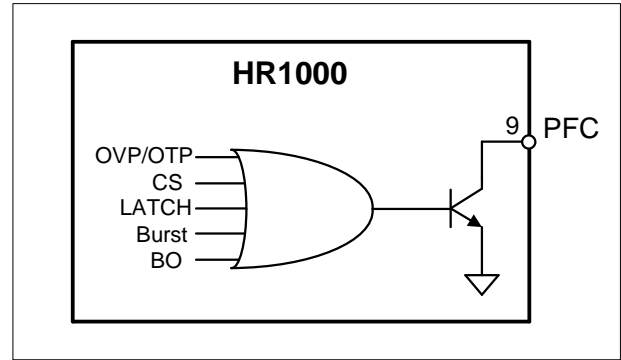 HR1000
9 PFC
OVP/OTP
CS
LATCH
Burst
BO